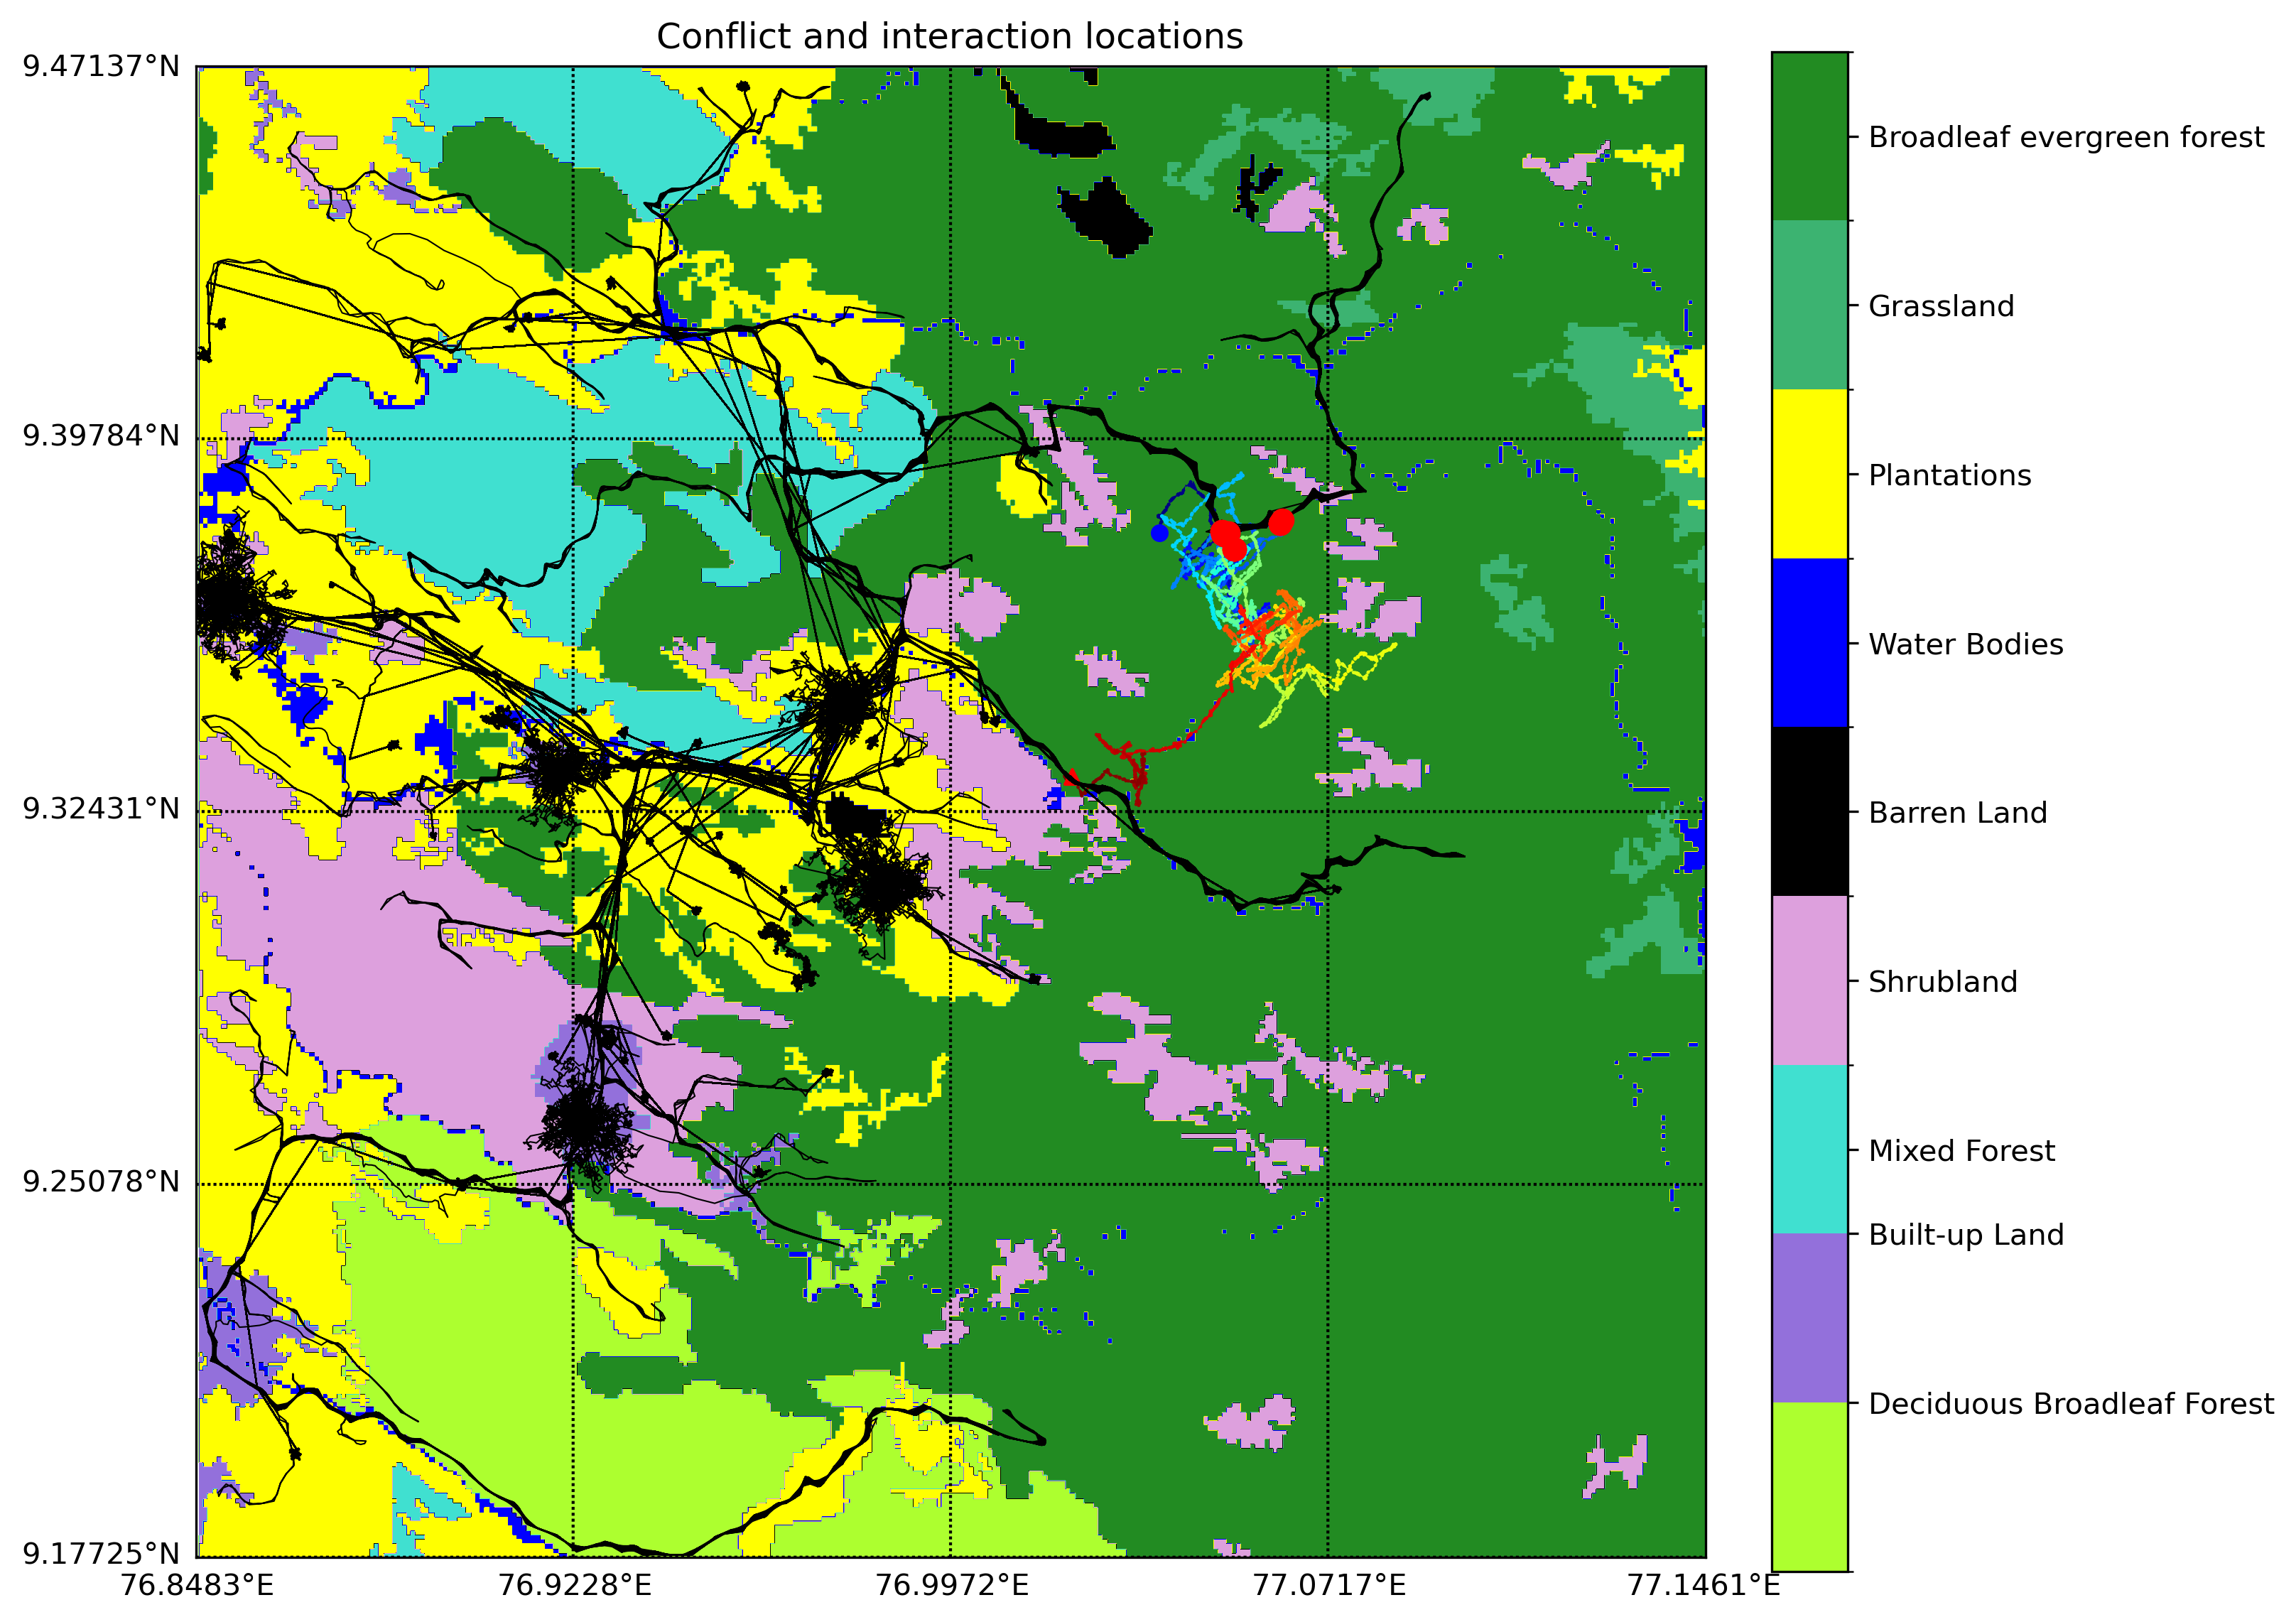 Conflict and interaction locations
9.47137°N
9.39784°N
9.32431°N
9.25078°N
9.17725°N
76.8483°E
76.9228°E
76.9972°E
77.0717°E
77.1461°E
Broadleaf evergreen forest
Grassland
Plantations
Water Bodies
Barren Land
Shrubland
Mixed Forest
Built-up Land
Deciduous Broadleaf Forest